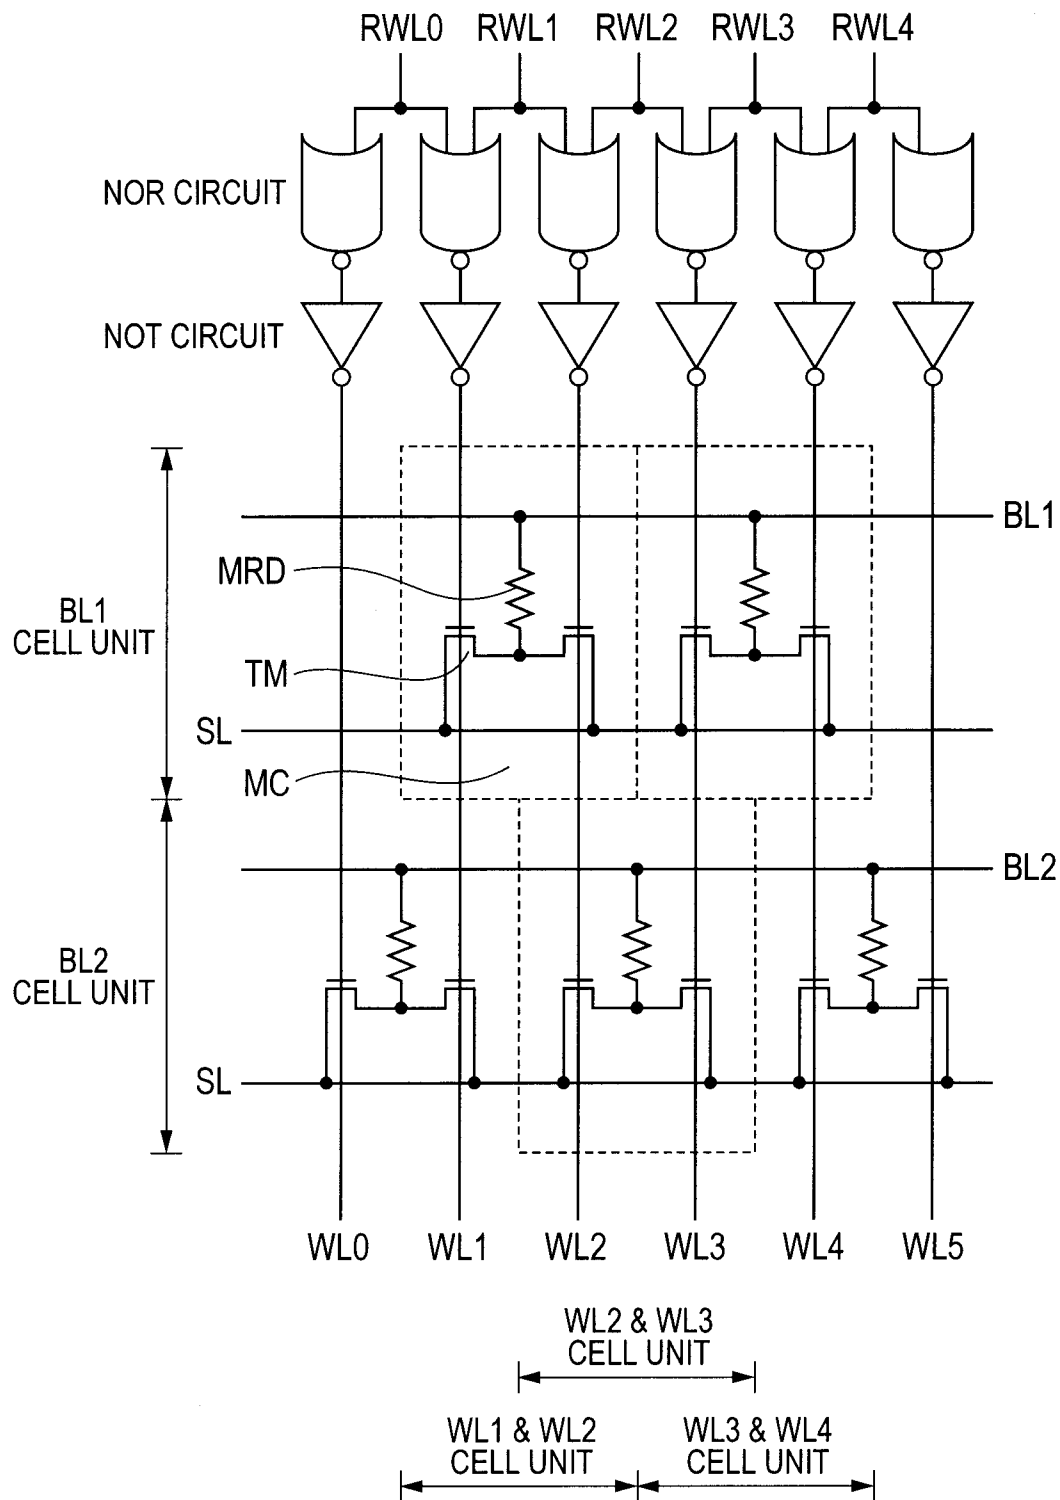 RWL0 RWL1 RWL2 RWL3 RWL4
NOR CIRCUIT
NOT CIRCUIT
BL1
MRD
BL1
CELL UNIT
TM
SL
MC
BL2
BL2
CELL UNIT
SL
WL0 WL1 WL2 WL3 WL4 WL5
WL2 & WL3
CELL UNIT
WL1 & WL2
CELL UNIT
WL3 & WL4
CELL UNIT